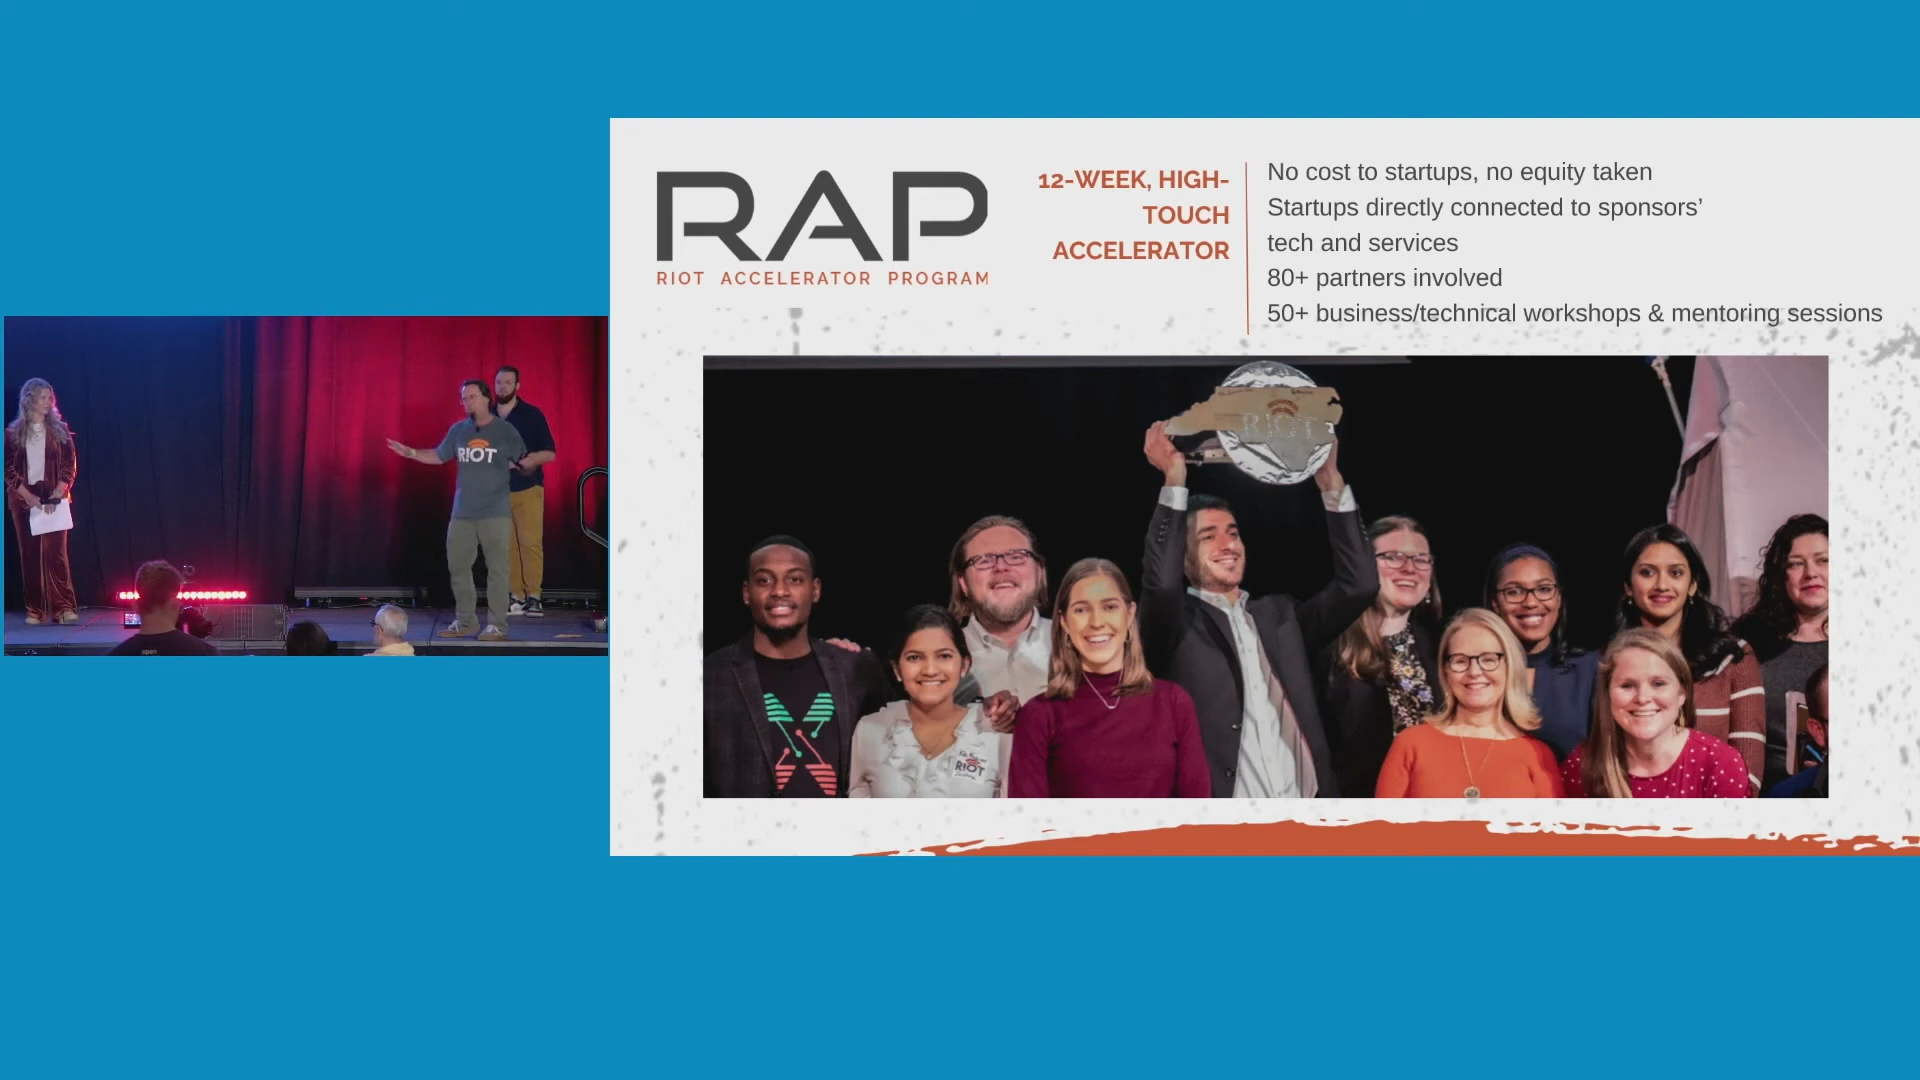 RAP
RIOT ACCELERATOR PROGRAM
12-WEEK, HIGH-
TOUCH
ACCELERATOR
No cost to startups, no equity taken
Startups directly connected to sponsors’
tech and services
80+ partners involved
50+ business/technical workshops & mentoring sessions
RIOT
RIOT
RIOT
open